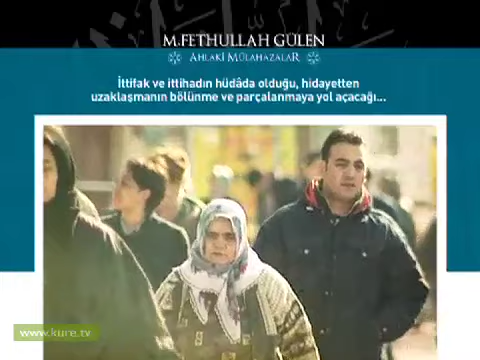 M.FETHULLAH GÜLEN
AHLAKİ MÜLAHAZALAR
İttifak ve ittihadın hüdâda olduğu, hidayetten
uzaklaşmanın bölünme ve parçalanmaya yol açacağı...
www.kure.tv